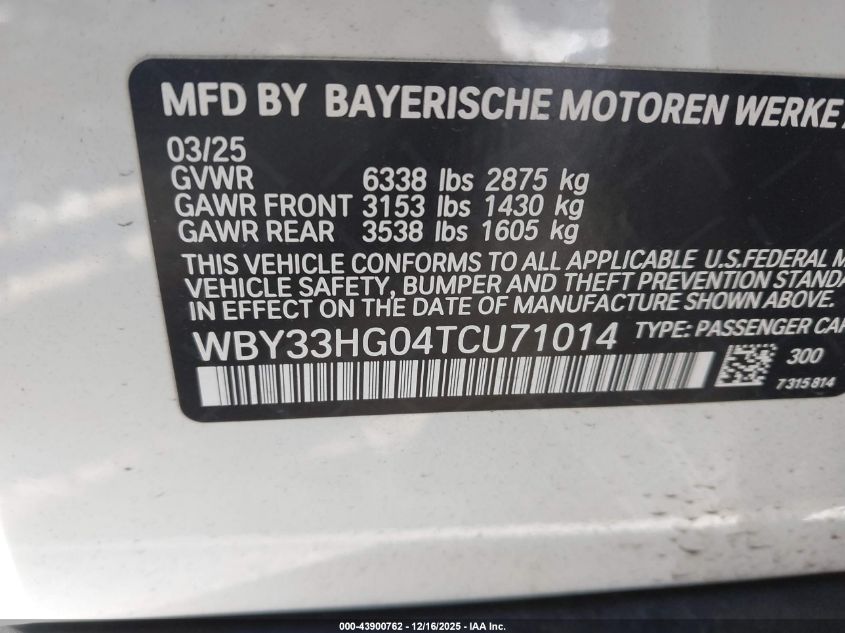 MFD BY BAYERISCHE MOTOREN WERKE
03/25
GVWR 6338 lbs 2875 kg
GAWR FRONT 3153 lbs 1430 kg
GAWR REAR 3538 lbs 1605 kg
THIS VEHICLE CONFORMS TO ALL APPLICABLE U.S.FEDERAL M
VEHICLE SAFETY, BUMPER AND THEFT PREVENTION STANDA
IN EFFECT ON THE DATE OF MANUFACTURE SHOWN ABOVE.
WBY33HG04TCU71014 TYPE: PASSENGER CAR
300
7315814
000-43900762 - 12/16/2025 - IAA Inc.